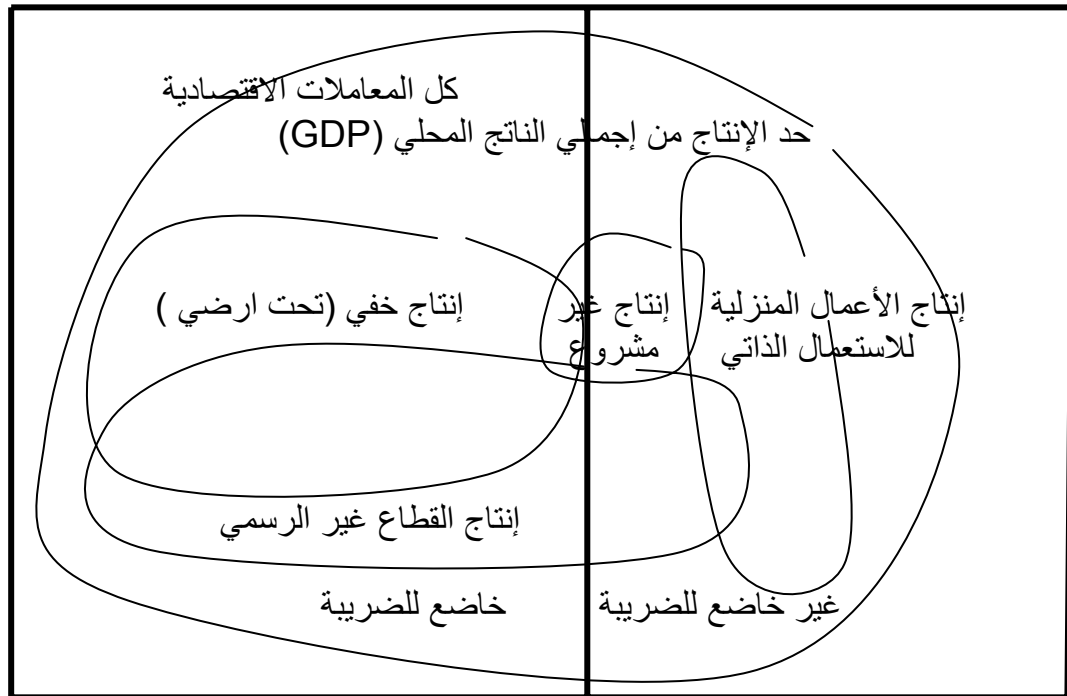 كل المعاملات الاقتصادية
حد الإنتاج من إجمالي الناتج المحلي (GDP)
إنتاج خفي (تحت ارضي )
إنتاج غير
مشروع
إنتاج الأعمال المنزلية
للاستعمال الذاتي
إنتاج القطاع غير الرسمي
خاضع للضريبة
غير خاضع للضريبة